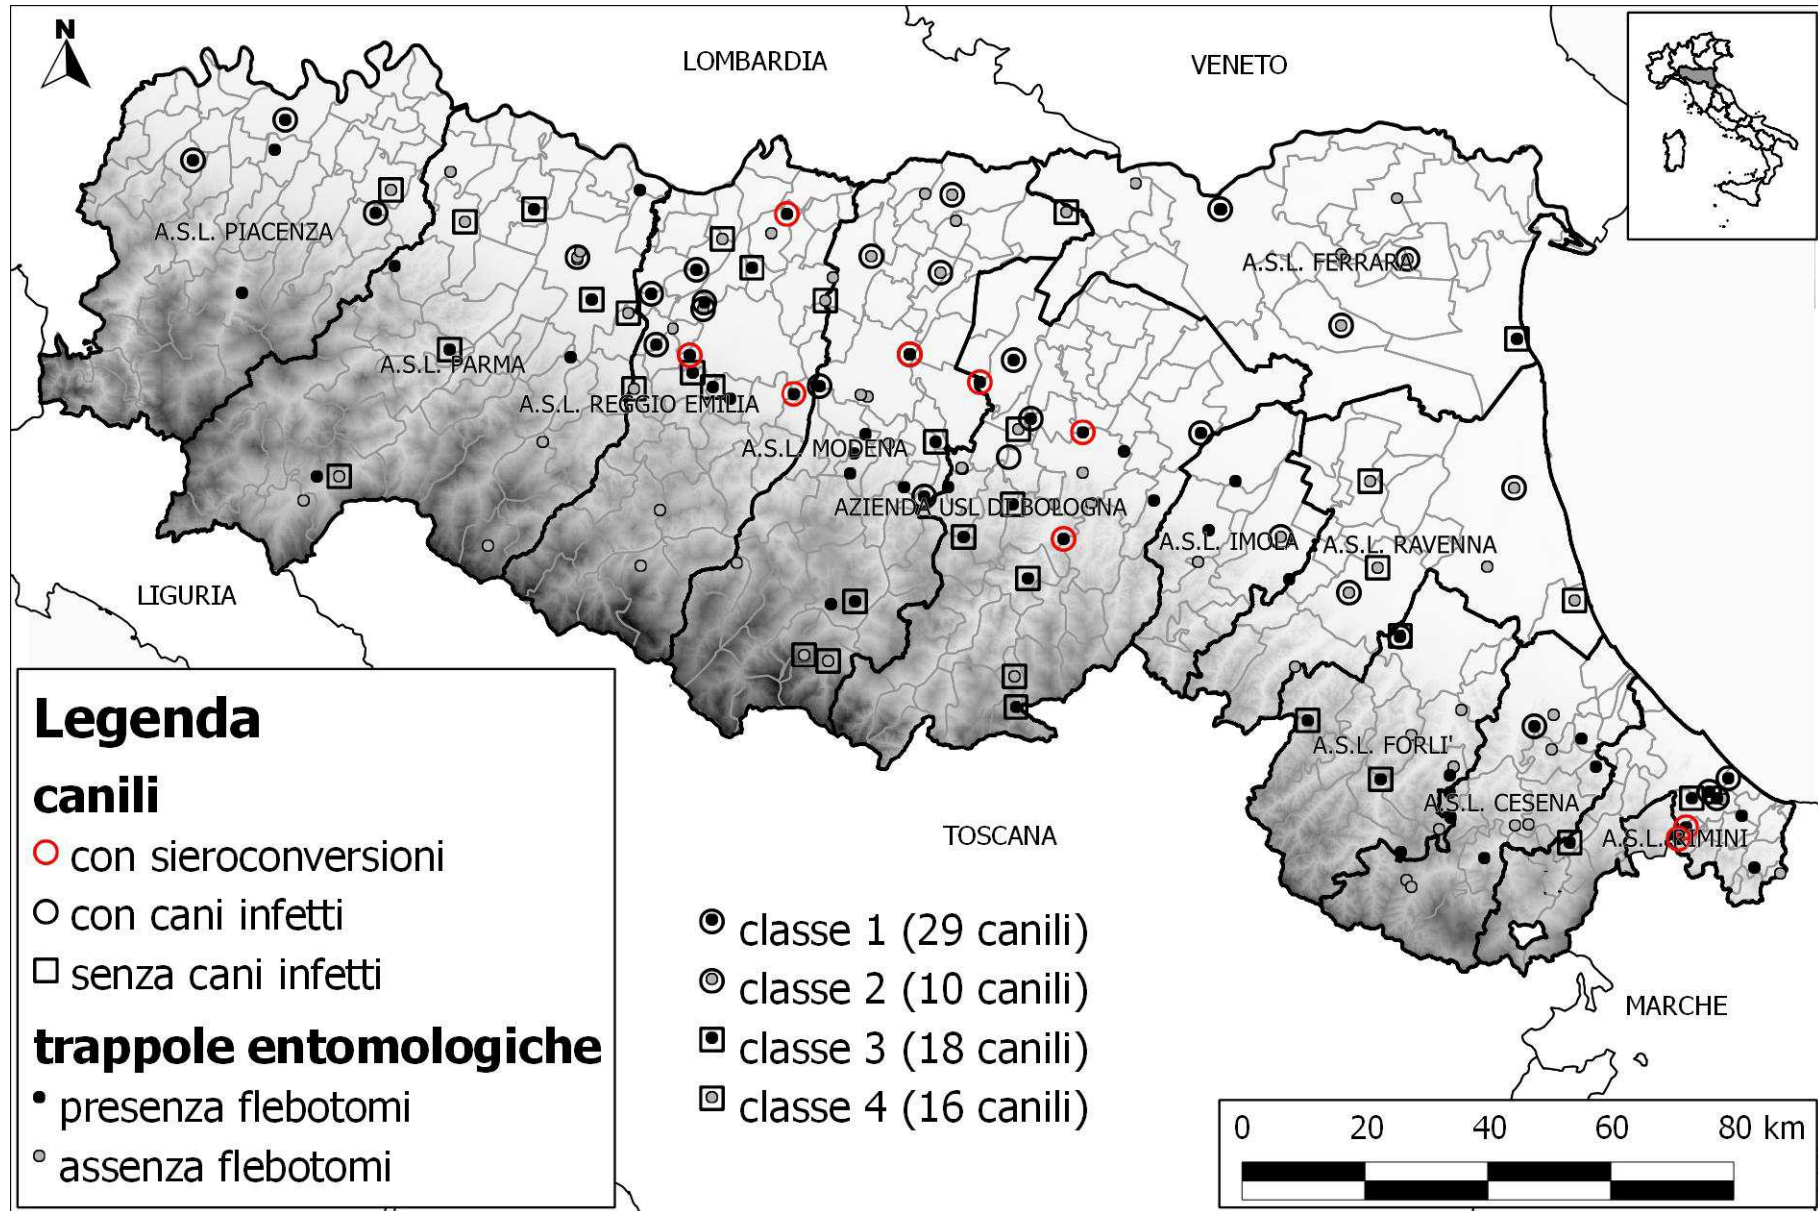 N
LOMBARDIA
VENETO
A.S.L. PIACENZA
A.S.L. FERRARA
A.S.L. PARMA
A.S.L. REGGIO EMILIA
A.S.L. MODENA
AZIENDA USL DI BOLOGNA
A.S.L. IMOLA
A.S.L. RAVENNA
LIGURIA
A.S.L. FORLI'
A.S.L. CESENA
A.S.L. RIMINI
TOSCANA
MARCHE
Legenda
canili
con sieroconversioni
con cani infetti
senza cani infetti
trappole entomologiche
presenza flebotomi
assenza flebotomi
classe 1 (29 canili)
classe 2 (10 canili)
classe 3 (18 canili)
classe 4 (16 canili)
0 20 40 60 80 km